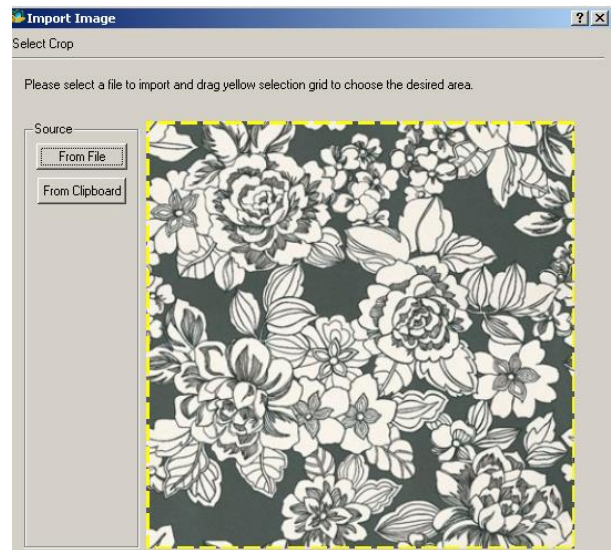 Import Image
Select Crop
Please select a file to import and drag yellow selection grid to choose the desired area.
Source
From File
From Clipboard